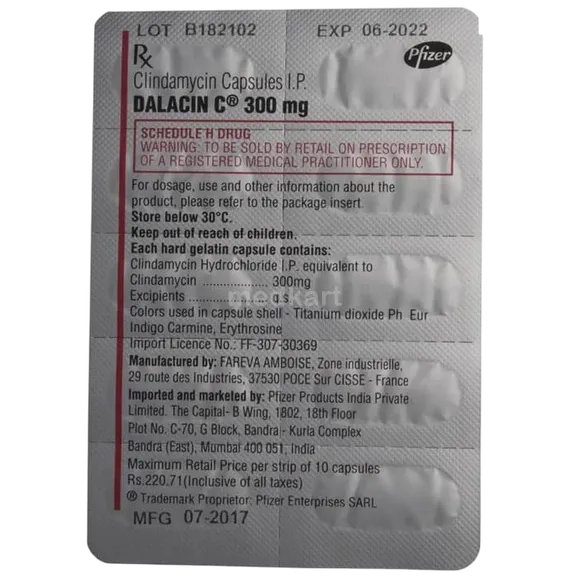 LOT B182102 EXP 06-2022
Rx
Pfizer
Clindamycin Capsules I.P.
DALACIN C® 300 mg
SCHEDULE H DRUG
WARNING: TO BE SOLD BY RETAIL ON PRESCRIPTION
OF A REGISTERED MEDICAL PRACTITIONER ONLY.
For dosage, use and other information about the
product, please refer to the package insert
Store below 30°C.
Keep out of reach of children.
Each hard gelatin capsule contains:
Clindamycin Hydrochloride I.P. equivalent to
Clindamycin ................... 300mg
Excipients ..................... q.s.
medkart
Colors used in capsule shell - Titanium dioxide Ph Eur
Indigo Carmine, Erythrosine
Import Licence No.: FF-307-30369
Manufactured by: FAREVA AMBOISE, Zone industrielle,
29 route des Industries, 37530 POCE Sur CISSE - France
Imported and marketed by: Pfizer Products India Private
Limited. The Capital- B Wing, 1802, 18th Floor
Plot No. C-70, G Block, Bandra - Kurla Complex
Bandra (East), Mumbai 400 051, India
Maximum Retail Price per strip of 10 capsules
Rs.220.71(Inclusive of all taxes)
® Trademark Proprietor: Pfizer Enterprises SARL
MFG 07-2017